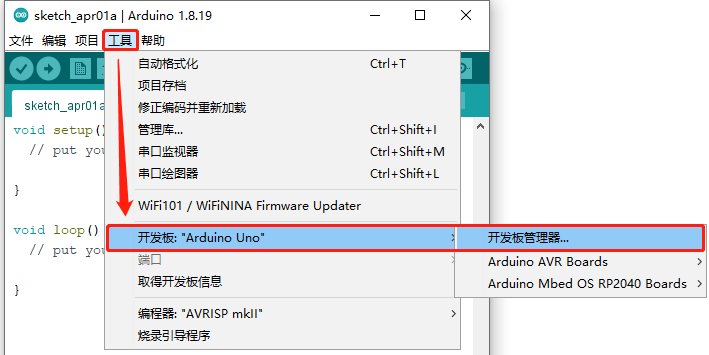 sketch_apr01a | Arduino 1.8.19
文件 编辑 项目 工具 帮助
自动格式化 Ctrl+T
项目存档
修正编码并重新加载
管理库... Ctrl+Shift+I
串口监视器 Ctrl+Shift+M
串口绘图器 Ctrl+Shift+L
WiFi101 / WiFiNINA Firmware Updater
开发板: "Arduino Uno"
端口
取得开发板信息
编程器: "AVRISP mkII"
烧录引导程序
开发板管理器...
Arduino AVR Boards
Arduino Mbed OS RP2040 Boards
sketch_apr01a
void setup()
// put you
}
void loop()
// put you
}